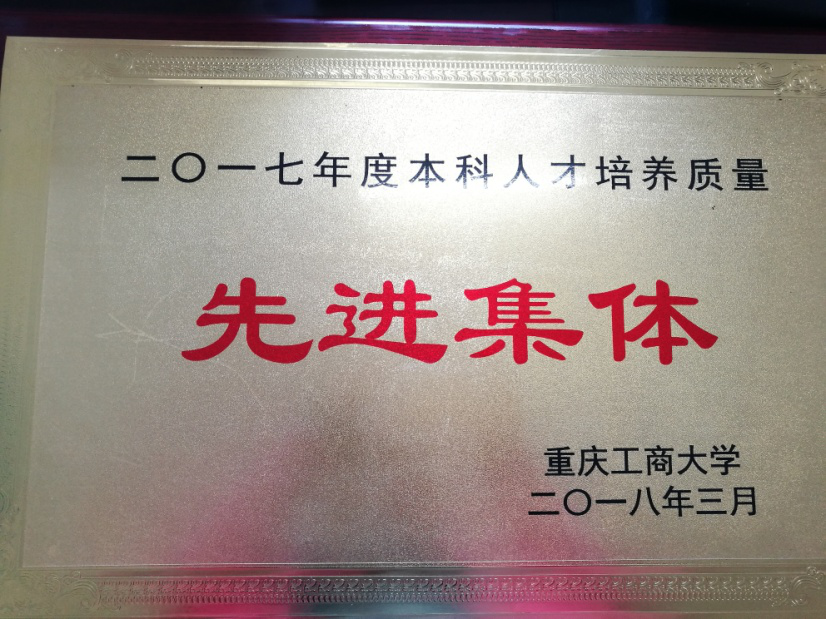 二〇一七年度本科人才培养质量
先进集体
重庆工商大学
二〇一八年三月